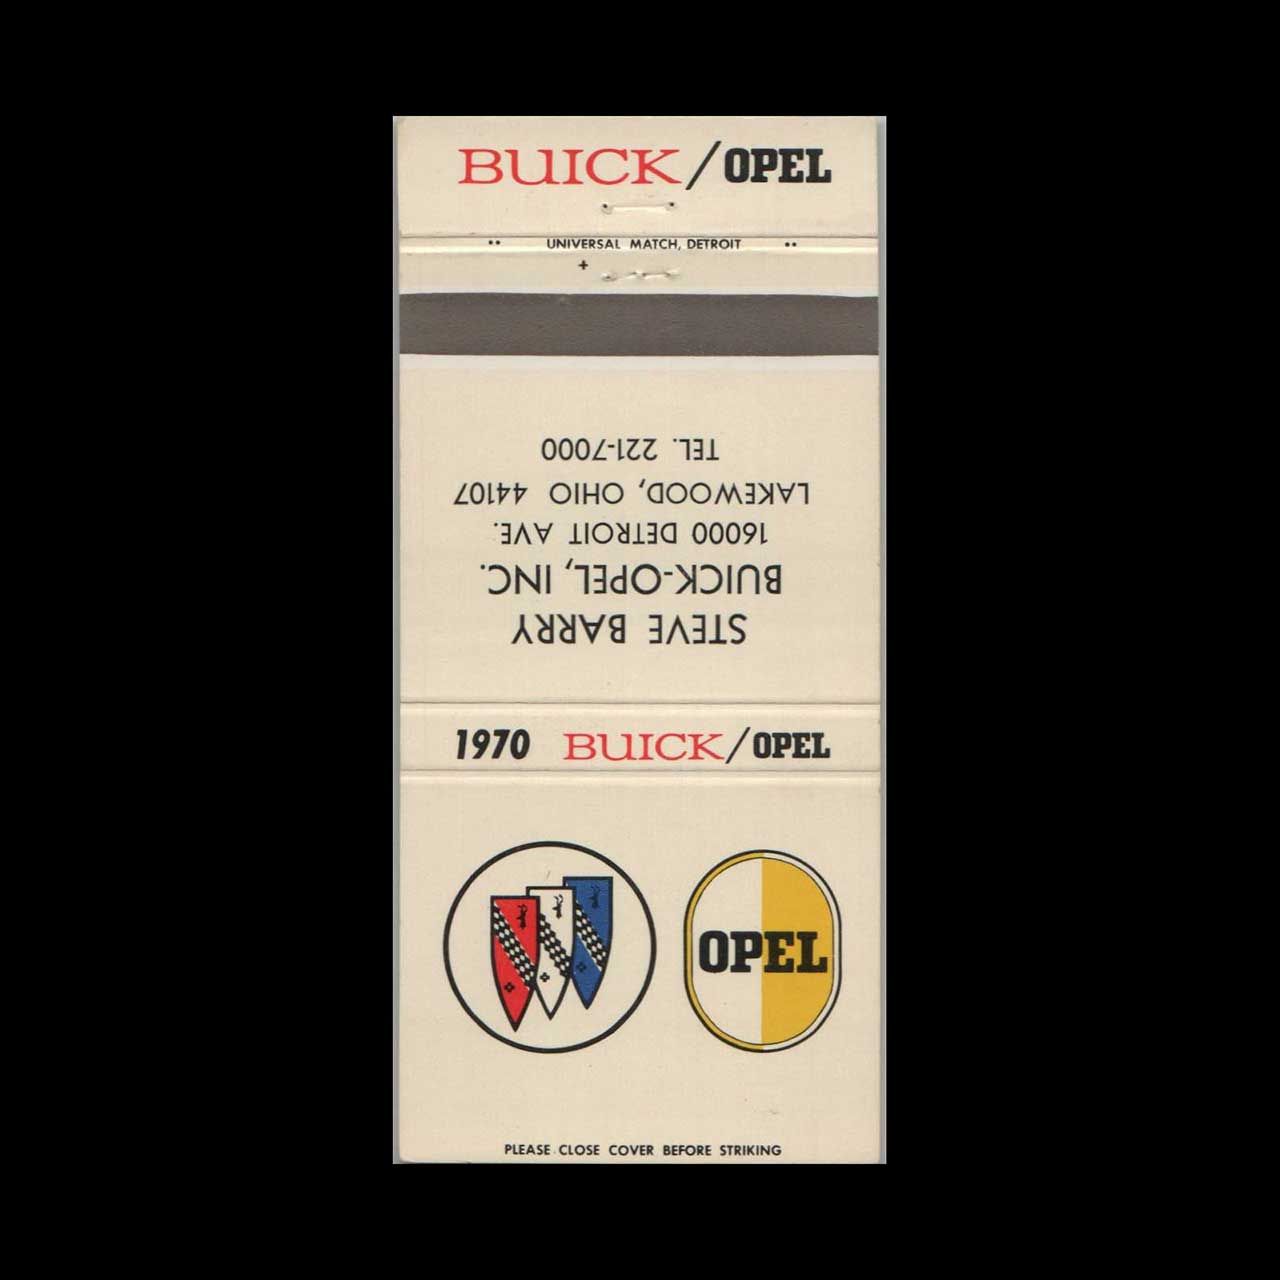 BUICK/OPEL
UNIVERSAL MATCH, DETROIT
STEVE BARRY
BUICK-OPEL, INC.
16000 DETROIT AVE.
LAKEWOOD, OHIO 44107
TEL. 221-7000
1970 BUICK/OPEL
OPEL
PLEASE CLOSE COVER BEFORE STRIKING